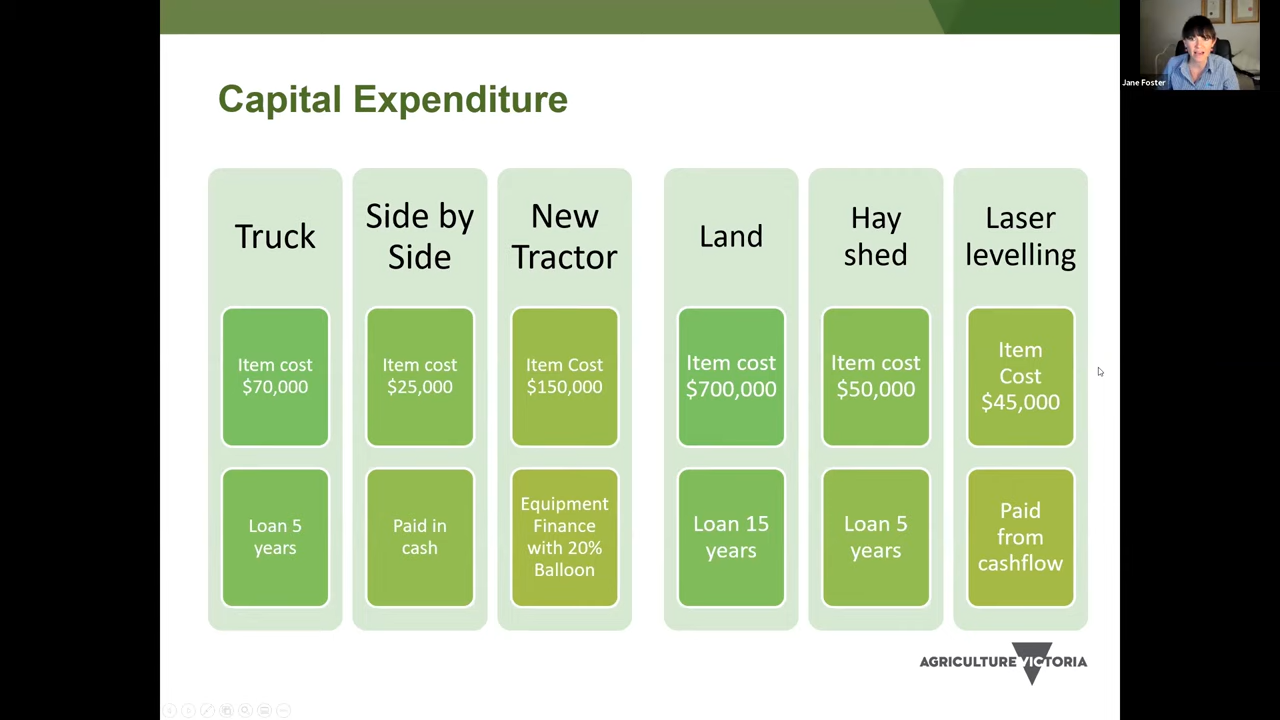 Capital Expenditure
Jane Foster
Truck
Item cost
$70,000
Loan 5
years
Side by
Side
Item cost
$25,000
Paid in
cash
New
Tractor
Item Cost
$150,000
Equipment
Finance
with 20%
Balloon
Land
Item cost
$700,000
Loan 15
years
Hay
shed
Item cost
$50,000
Loan 5
years
Laser
levelling
Item
Cost
$45,000
Paid
from
cashflow
AGRICULTURE VICTORIA